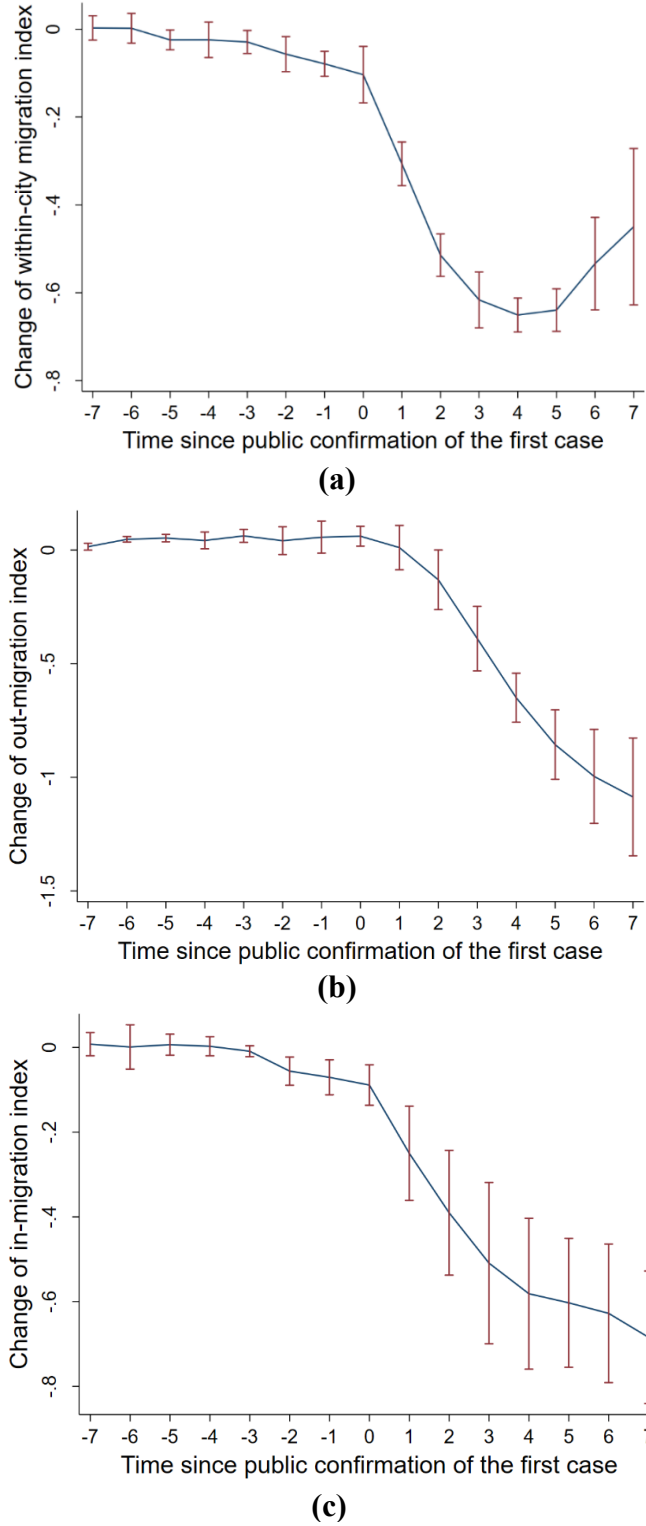 Change of within-city migration index
0
-.2
-.4
-.6
-.8
-7 -6 -5 -4 -3 -2 -1 0 1 2 3 4 5 6 7
Time since public confirmation of the first case
(a)
Change of out-migration index
0
-.5
-1
-1.5
-7 -6 -5 -4 -3 -2 -1 0 1 2 3 4 5 6 7
Time since public confirmation of the first case
(b)
Change of in-migration index
0
-.2
-.4
-.6
-.8
-7 -6 -5 -4 -3 -2 -1 0 1 2 3 4 5 6
Time since public confirmation of the first case
(c)